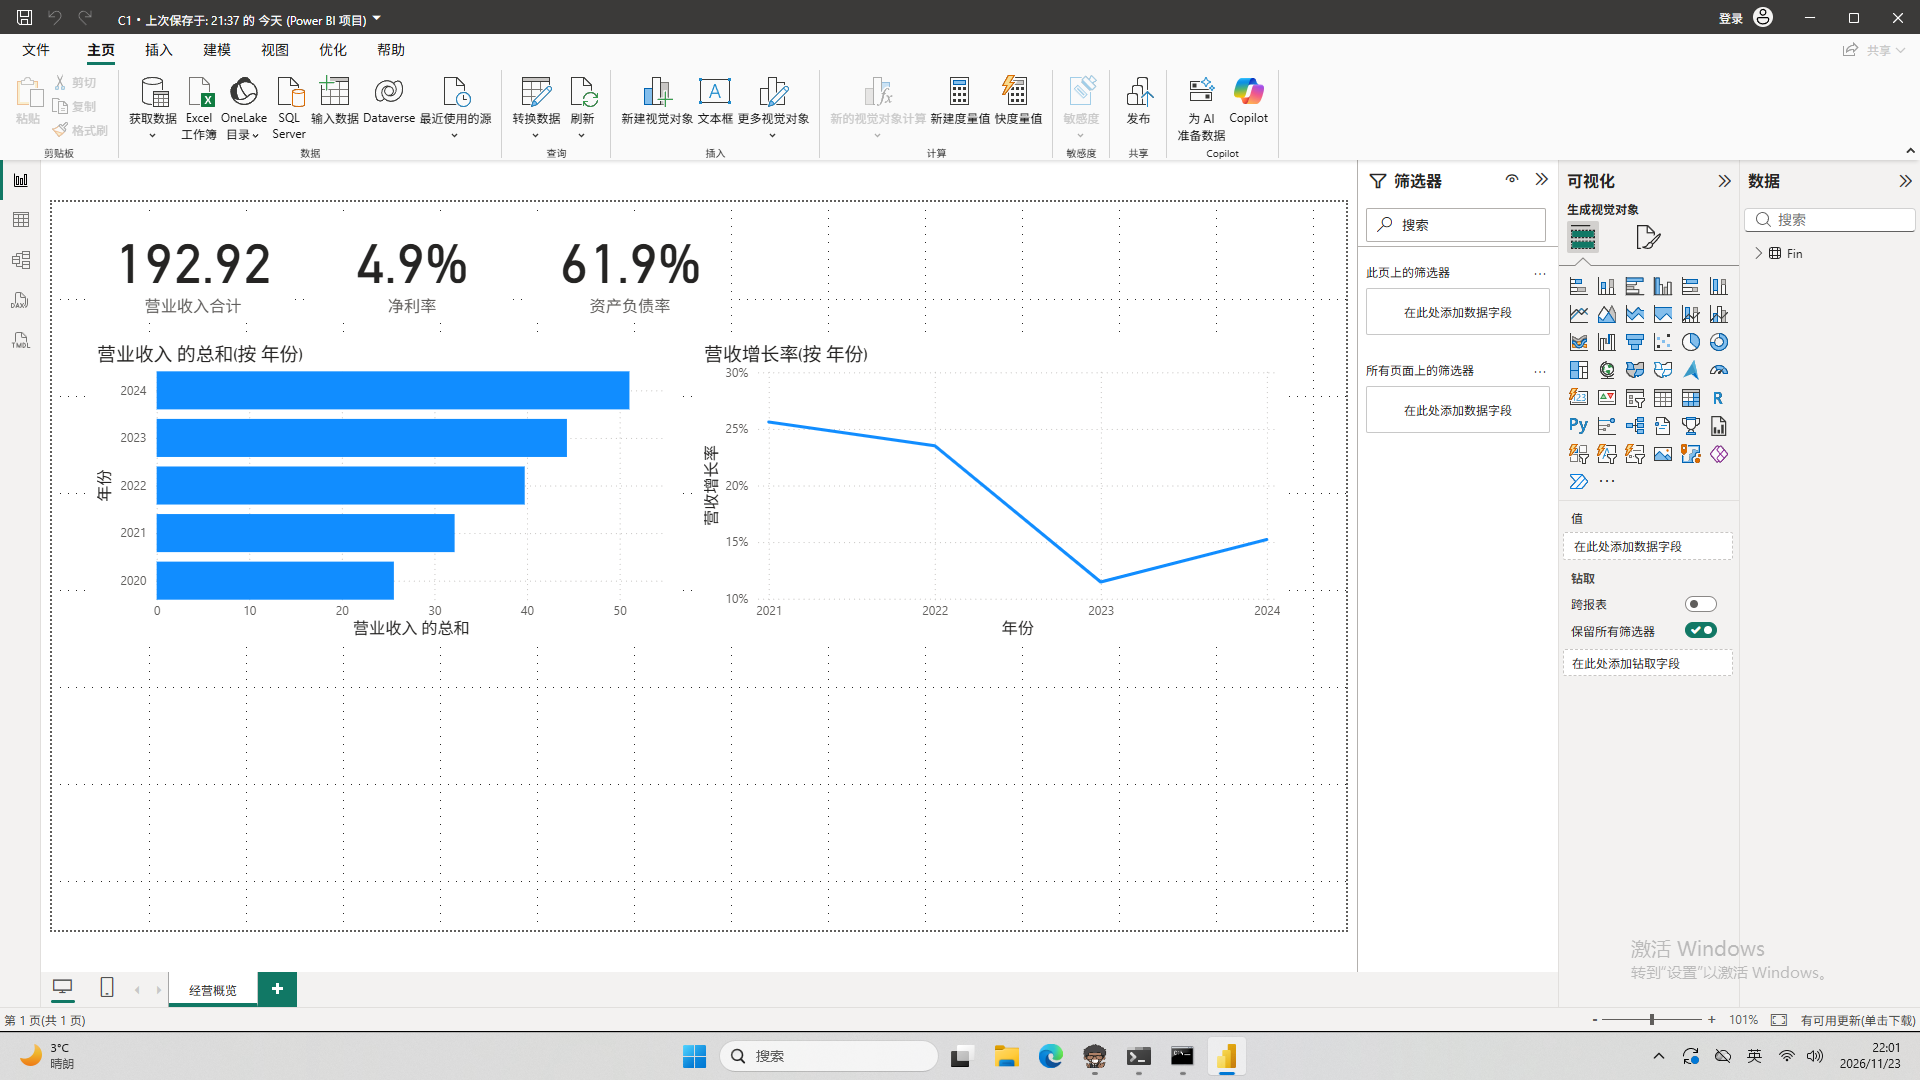 C1 • 上次保存于: 21:37 的 今天 (Power BI 项目)
登录
文件 主页 插入 建模 视图 优化 帮助
共享
粘贴
剪切
复制
格式刷
剪贴板
获取数据
Excel 工作簿
OneLake 目录
SQL Server
输入数据
Dataverse
最近使用的源
数据
转换数据
刷新
查询
新建视觉对象
文本框
更多视觉对象
插入
新的视觉对象计算
新建度量值
快度量值
计算
敏感度
敏感度
发布
共享
为 AI 准备数据
Copilot
Copilot
DAX
TMDL
192.92
营业收入合计
4.9%
净利率
61.9%
资产负债率
营业收入 的总和(按 年份)
年份
2024
2023
2022
2021
2020
0 10 20 30 40 50
营业收入 的总和
营收增长率(按 年份)
营收增长率
30%
25%
20%
15%
10%
2021 2022 2023 2024
年份
筛选器
搜索
此页上的筛选器
...
在此处添加数据字段
所有页面上的筛选器
...
在此处添加数据字段
可视化
生成视觉对象
123
R
Py
...
值
在此处添加数据字段
钻取
跨报表
保留所有筛选器
在此处添加钻取字段
数据
搜索
Fin
激活 Windows
转到"设置"以激活 Windows。
经营概览
+
第 1 页(共 1 页)
- + 101%
有可用更新(单击下载)
3°C
晴朗
搜索
英
22:01
2026/11/23